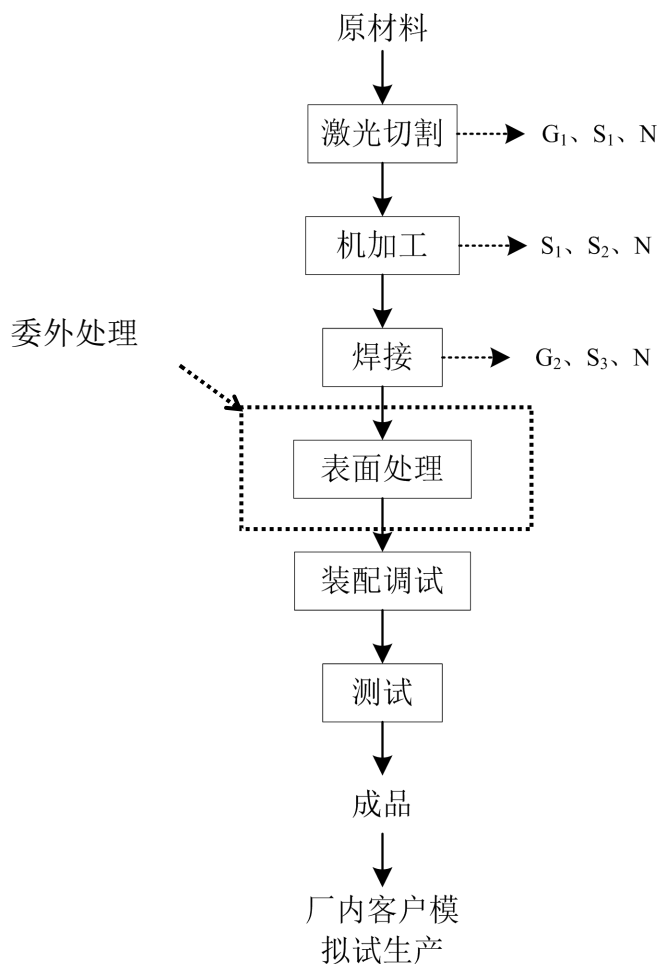 原材料
激光切割
G₁、S₁、N
机加工
S₁、S₂、N
委外处理
焊接
G₂、S₃、N
表面处理
装配调试
测试
成品
厂内客户模
拟试生产